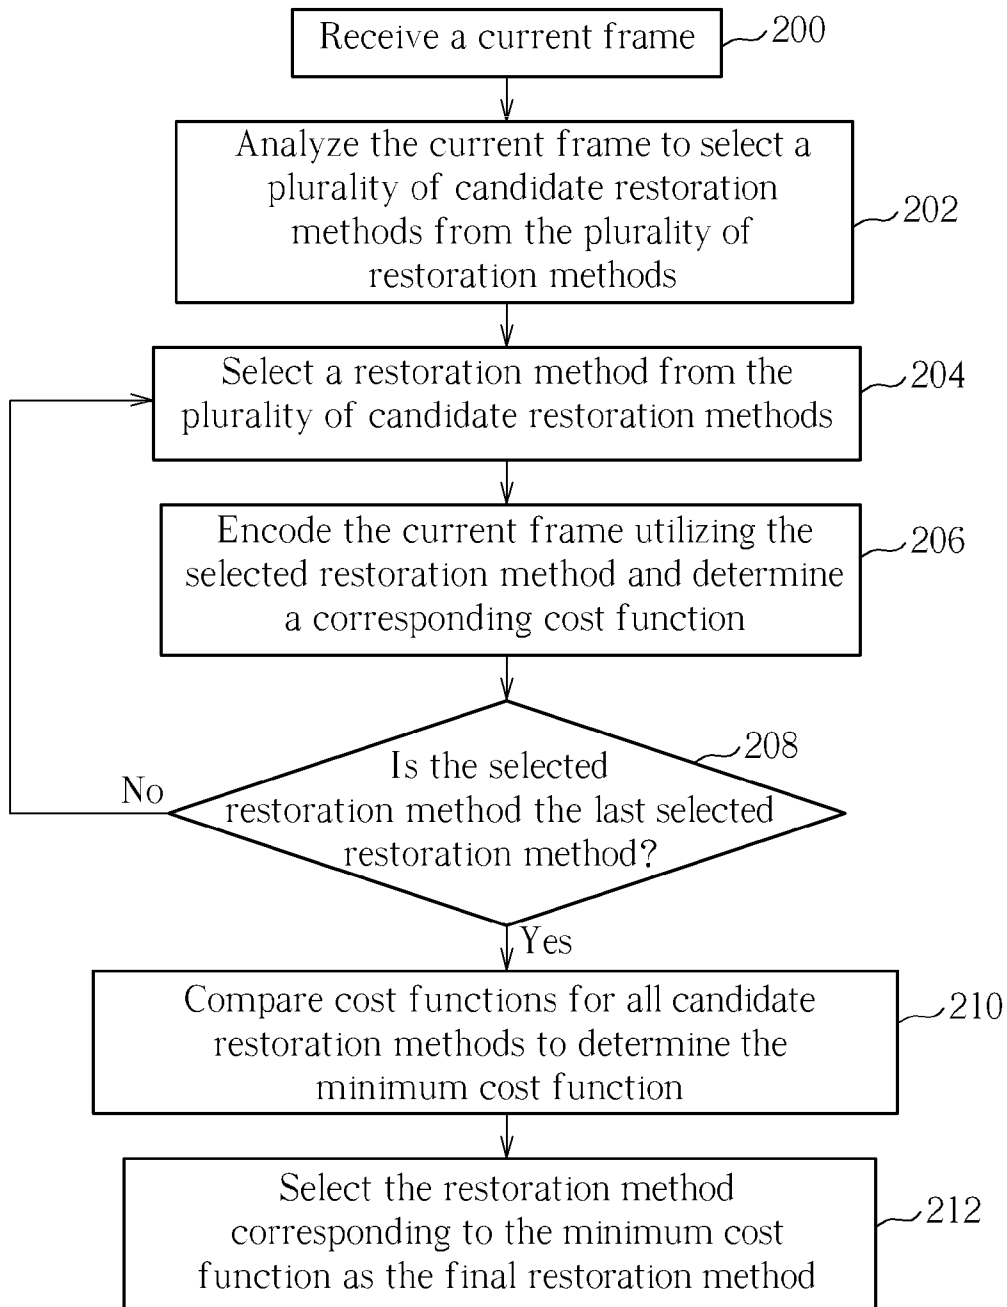 Receive a current frame
200
Analyze the current frame to select a
plurality of candidate restoration
methods from the plurality of
restoration methods
202
Select a restoration method from the
plurality of candidate restoration methods
204
Encode the current frame utilizing the
selected restoration method and determine
a corresponding cost function
206
Is the selected
restoration method the last selected
restoration method?
208
No
Yes
Compare cost functions for all candidate
restoration methods to determine the
minimum cost function
210
Select the restoration method
corresponding to the minimum cost
function as the final restoration method
212